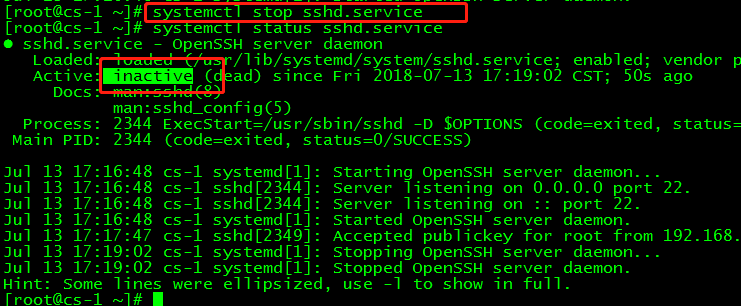 [root@cs-1 ~]# systemctl stop sshd.service
[root@cs-1 ~]# systemctl status sshd.service
● sshd.service - OpenSSH server daemon
Loaded: loaded (/usr/lib/systemd/system/sshd.service; enabled; vendor p
Active: inactive (dead) since Fri 2018-07-13 17:19:02 CST; 50s ago
Docs: man:sshd(8)
man:sshd_config(5)
Process: 2344 ExecStart=/usr/sbin/sshd -D $OPTIONS (code=exited, status=
Main PID: 2344 (code=exited, status=0/SUCCESS)

Jul 13 17:16:48 cs-1 systemd[1]: Starting OpenSSH server daemon...
Jul 13 17:16:48 cs-1 sshd[2344]: Server listening on 0.0.0.0 port 22.
Jul 13 17:16:48 cs-1 sshd[2344]: Server listening on :: port 22.
Jul 13 17:16:48 cs-1 systemd[1]: Started OpenSSH server daemon.
Jul 13 17:17:47 cs-1 sshd[2349]: Accepted publickey for root from 192.168.
Jul 13 17:19:02 cs-1 systemd[1]: Stopping OpenSSH server daemon...
Jul 13 17:19:02 cs-1 systemd[1]: Stopped OpenSSH server daemon.
Hint: Some lines were ellipsized, use -l to show in full.
[root@cs-1 ~]#